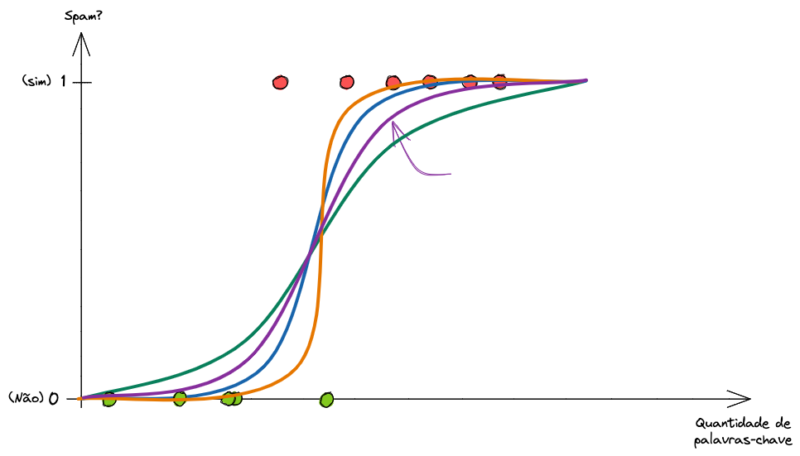 Spam?
(sim) 1
(Não) 0
Quantidade de
palavras-chave